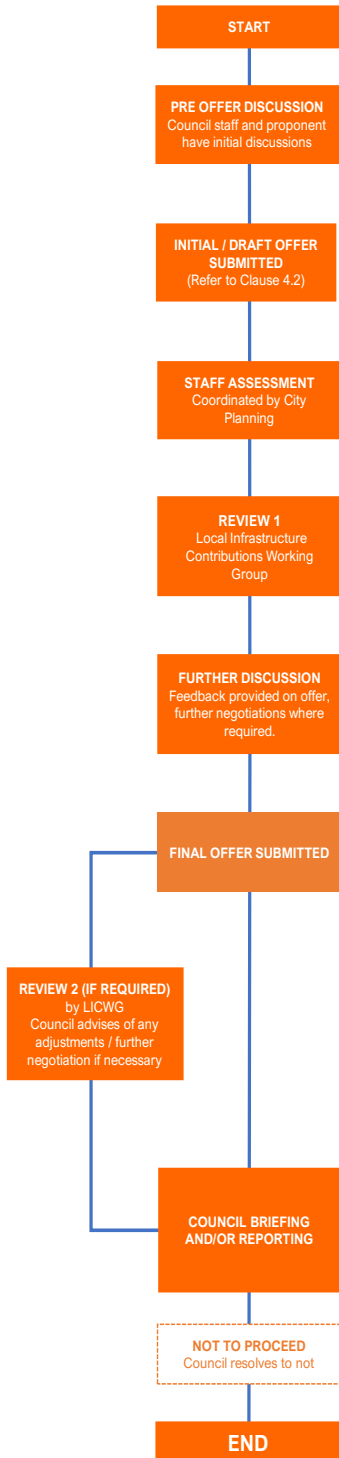 START
PRE OFFER DISCUSSION
Council staff and proponent
have initial discussions
INITIAL / DRAFT OFFER
SUBMITTED
(Refer to Clause 4.2)
STAFF ASSESSMENT
Coordinated by City
Planning
REVIEW 1
Local Infrastructure
Contributions Working
Group
FURTHER DISCUSSION
Feedback provided on offer,
further negotiations where
required.
FINAL OFFER SUBMITTED
REVIEW 2 (IF REQUIRED)
by LICWG
Council advises of any
adjustments / further
negotiation if necessary
COUNCIL BRIEFING
AND/OR REPORTING
NOT TO PROCEED
Council resolves to not
END